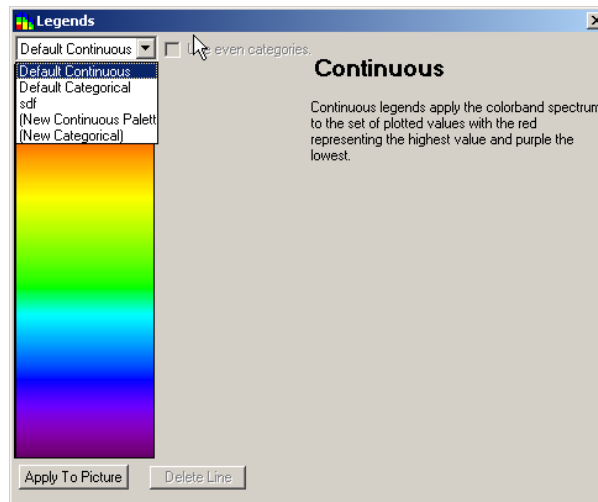 Legends
Default Continuous
Use even categories.
Default Continuous
Default Categorical
sdf
(New Continuous Palett
(New Categorical)
Continuous
Continuous legends apply the colorband spectrum
to the set of plotted values with the red
representing the highest value and purple the
lowest.
Apply To Picture
Delete Line